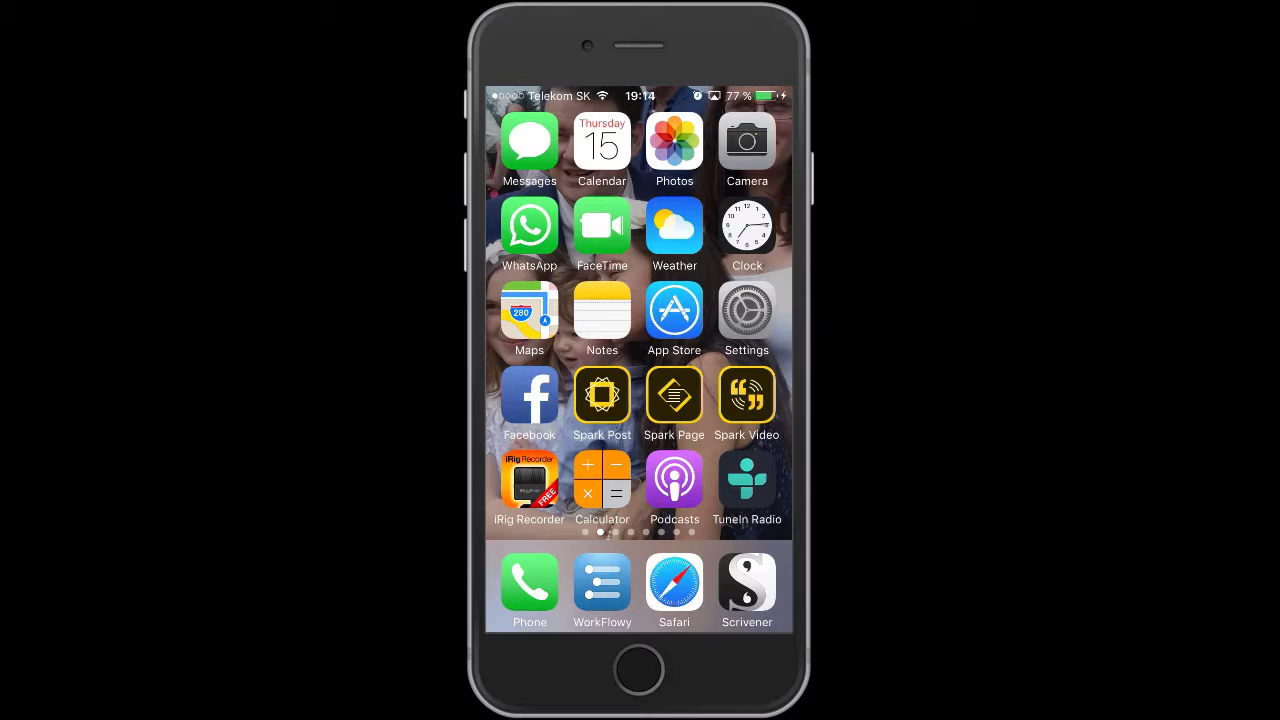 Telekom SK 19:14 77 %
Thursday
15
Messages Calendar Photos Camera
WhatsApp FaceTime Weather Clock
280
Maps Notes App Store Settings
Facebook Spark Post Spark Page Spark Video
iRig Recorder
FREE
iRig Recorder Calculator Podcasts TuneIn Radio
Phone WorkFlowy Safari Scrivener